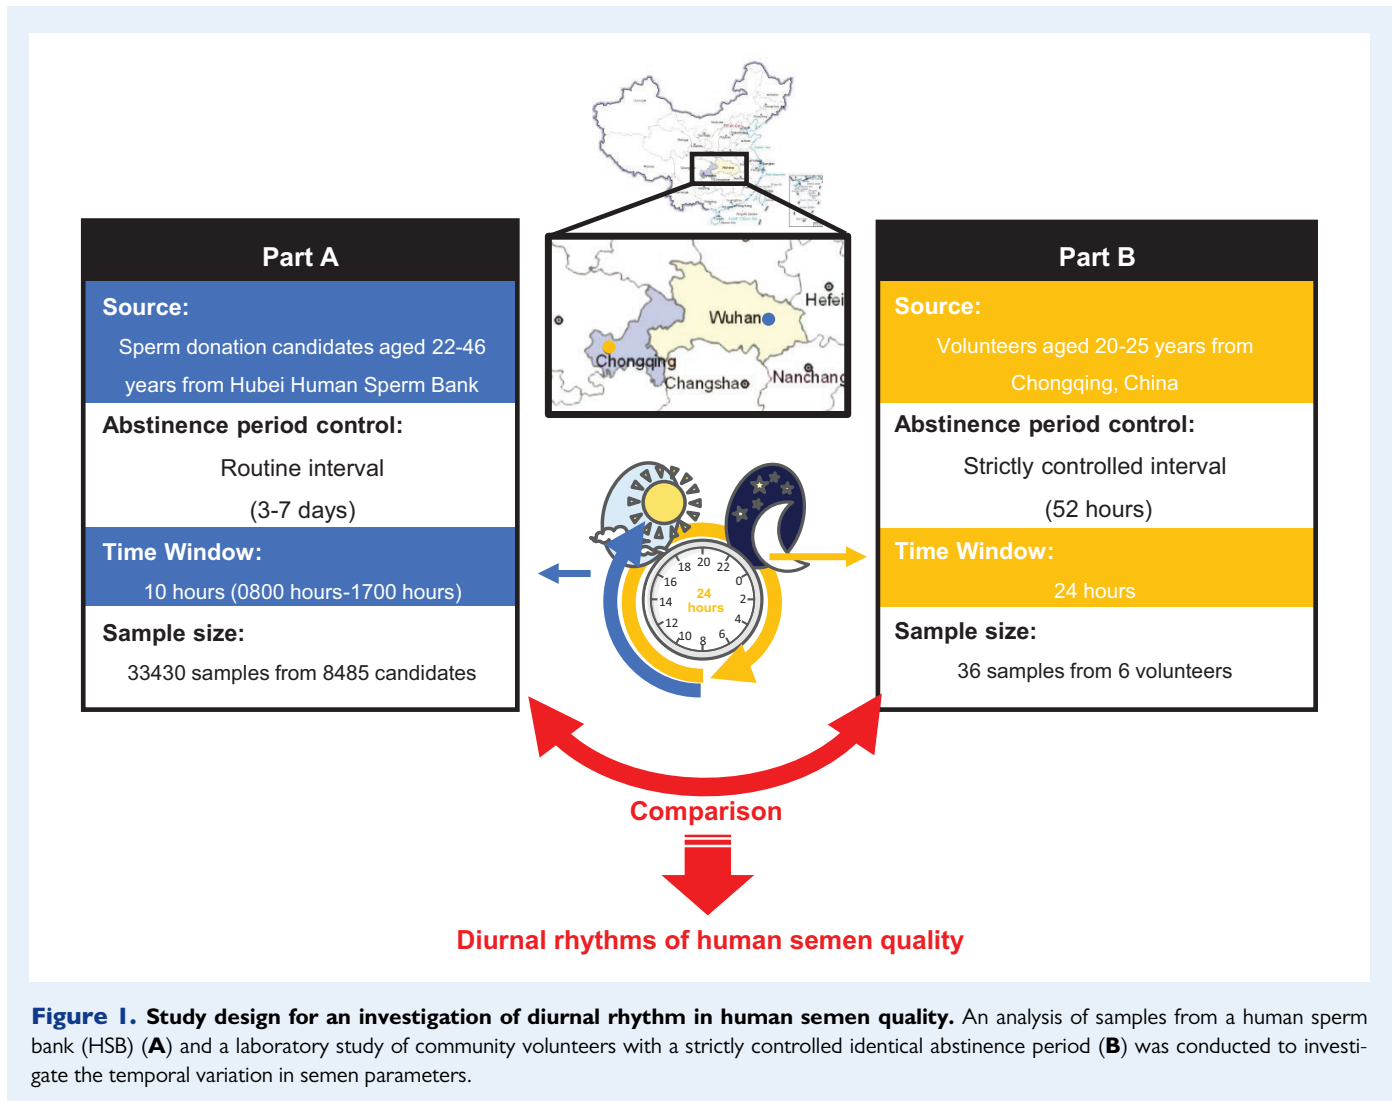 Part A
Source:
Sperm donation candidates aged 22-46
years from Hubei Human Sperm Bank
Abstinence period control:
Routine interval
(3-7 days)
Time Window:
10 hours (0800 hours-1700 hours)
Sample size:
33430 samples from 8485 candidates
Wuhan
Hefei
Chongqing
Changsha
Nanchang
18 20 22
16 0
14 24 2
hours
12 4
10 8 6
Part B
Source:
Volunteers aged 20-25 years from
Chongqing, China
Abstinence period control:
Strictly controlled interval
(52 hours)
Time Window:
24 hours
Sample size:
36 samples from 6 volunteers
Comparison
Diurnal rhythms of human semen quality
Figure 1. Study design for an investigation of diurnal rhythm in human semen quality. An analysis of samples from a human sperm
bank (HSB) (A) and a laboratory study of community volunteers with a strictly controlled identical abstinence period (B) was conducted to investi-
gate the temporal variation in semen parameters.